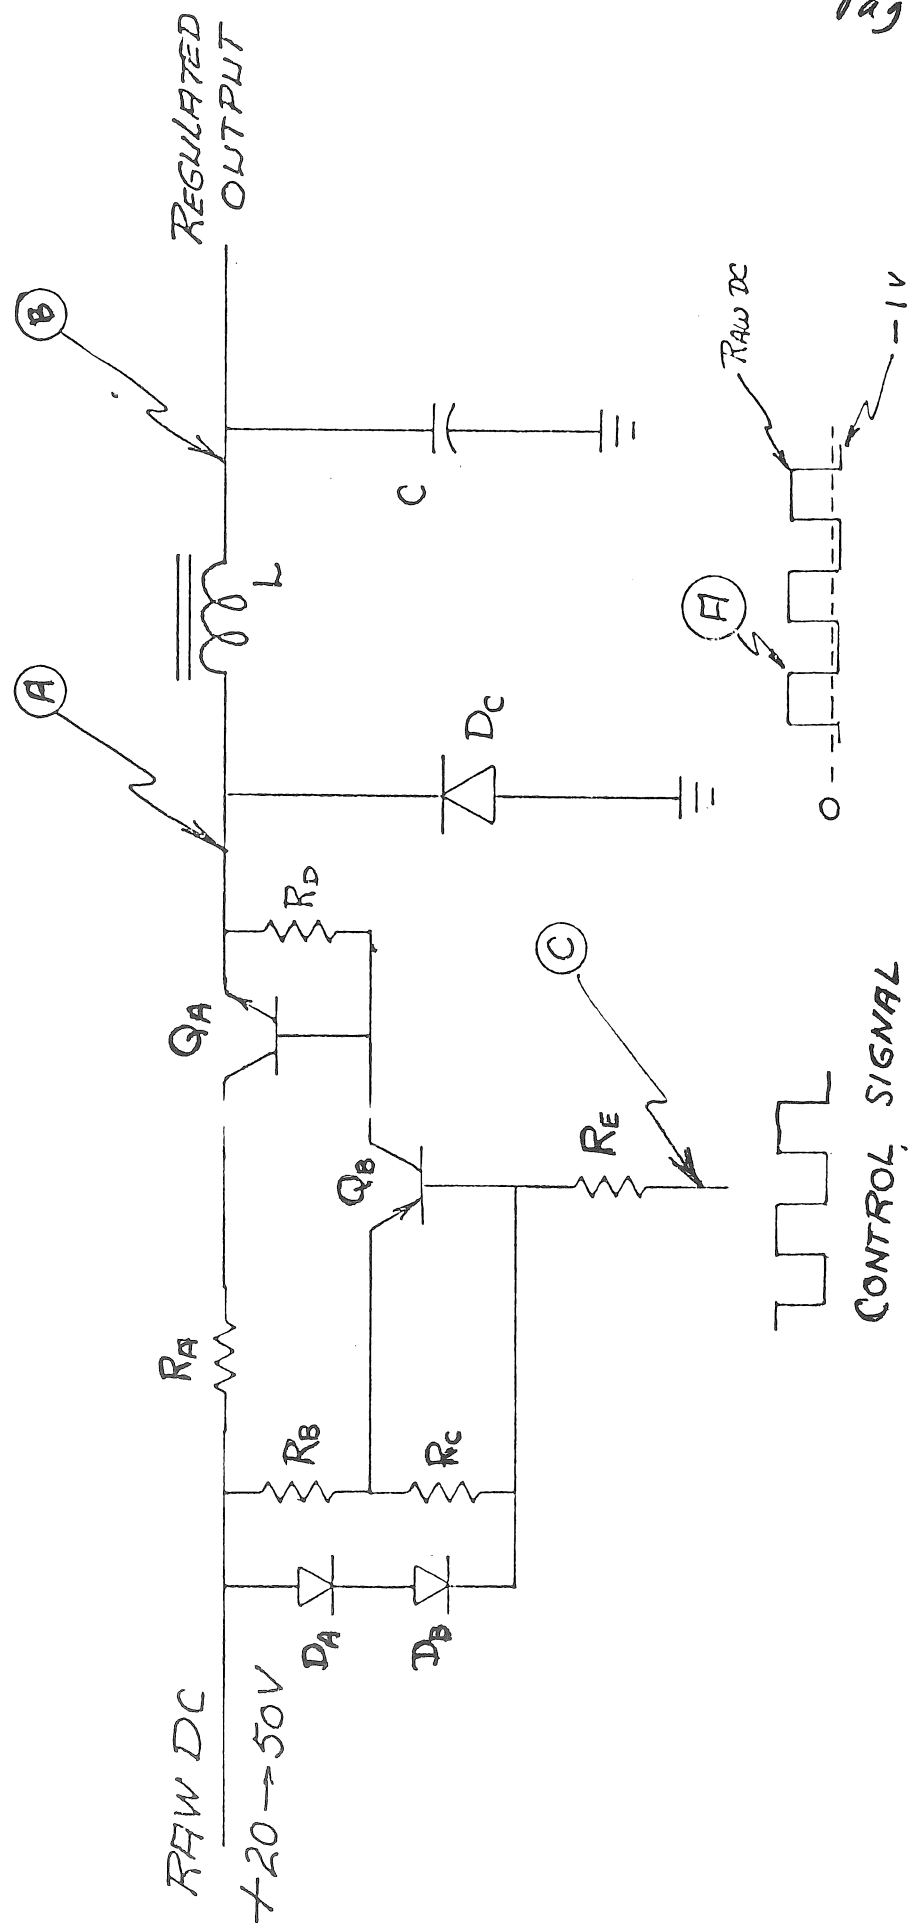 Pag
REGULATED
OUTPUT
B
A
RAW DC
+20→50V
RA
QA
RB
RC
RD
DA
DB
QB
RE
DC
L
C
C
CONTROL SIGNAL
A
RAW DC
0
-1V